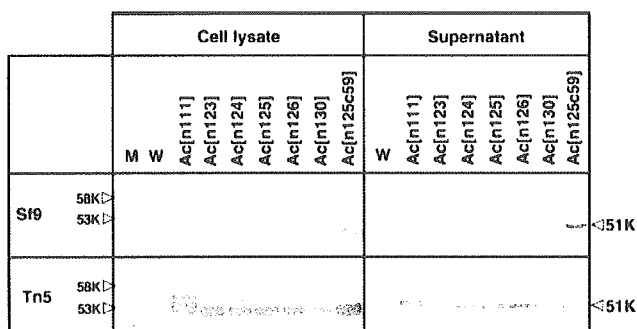 Cell lysate
Supernatant
M W Ac[n111] Ac[n123] Ac[n124] Ac[n125] Ac[n126] Ac[n130] Ac[n125c59]
W Ac[n111] Ac[n123] Ac[n124] Ac[n125] Ac[n126] Ac[n130] Ac[n125c59]
Sf9
58K
53K
51K
Tn5
58K
53K
51K